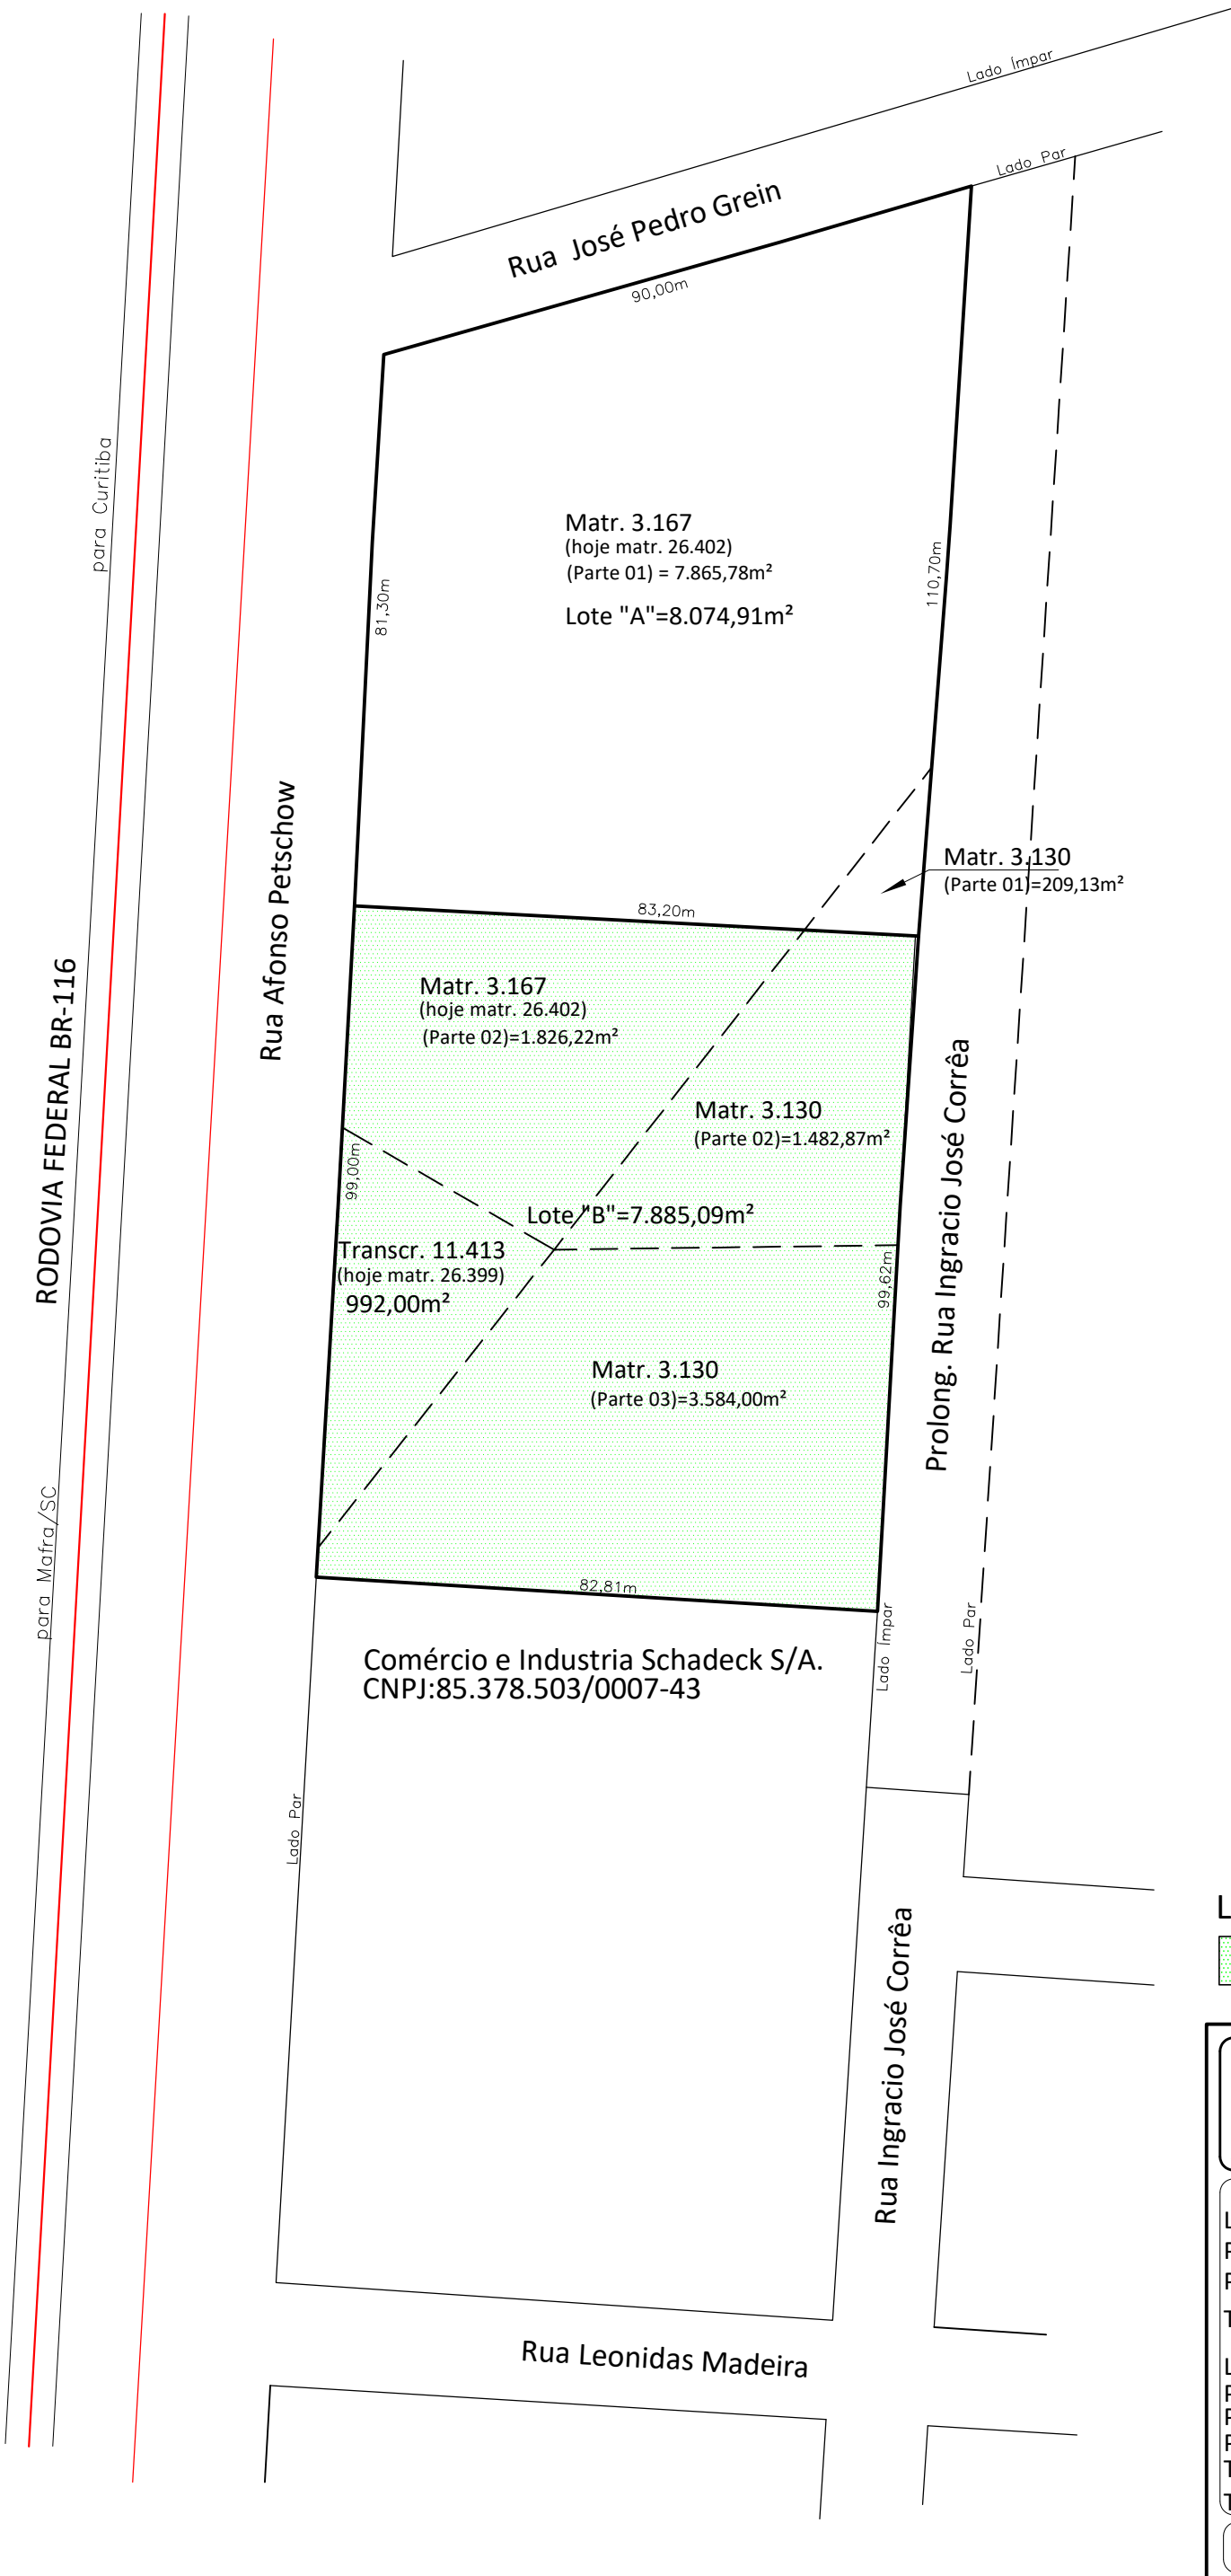 Lado Ímpar
Lado Par
Rua José Pedro Grein
90,00m
para Curitiba
Matr. 3.167
(hoje matr. 26.402)
(Parte 01) = 7.865,78m²
Lote "A"=8.074,91m²
81,30m
110,70m
Rua Afonso Petschow
Matr. 3.130
(Parte 01)=209,13m²
83,20m
RODOVIA FEDERAL BR-116
Matr. 3.167
(hoje matr. 26.402)
(Parte 02)=1.826,22m²
Matr. 3.130
(Parte 02)=1.482,87m²
99,00m
Lote "B"=7.885,09m²
Transcr. 11.413
(hoje matr. 26.399)
992,00m²
99,62m
Prolong. Rua Ingracio José Corrêa
Matr. 3.130
(Parte 03)=3.584,00m²
para Mafra/SC
82,81m
Lado Ímpar
Lado Par
Comércio e Industria Schadeck S/A.
CNPJ:85.378.503/0007-43
Lado Par
Rua Ingracio José Corrêa
Rua Leonidas Madeira